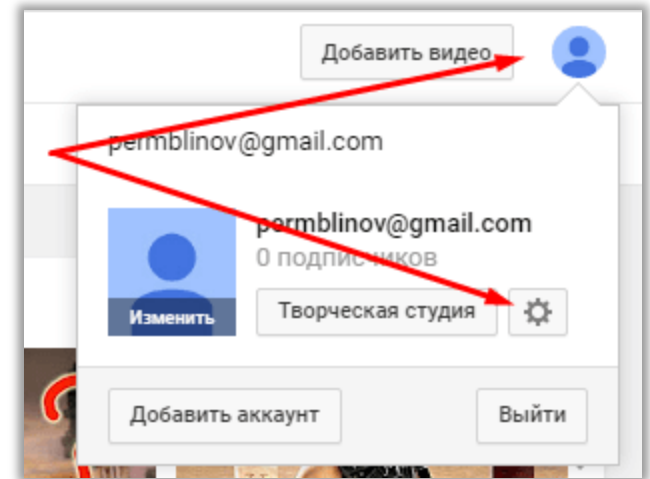 Добавить видео
permblinov@gmail.com
permblinov@gmail.com
0 подписчиков
Изменить
Творческая студия
Добавить аккаунт
Выйти